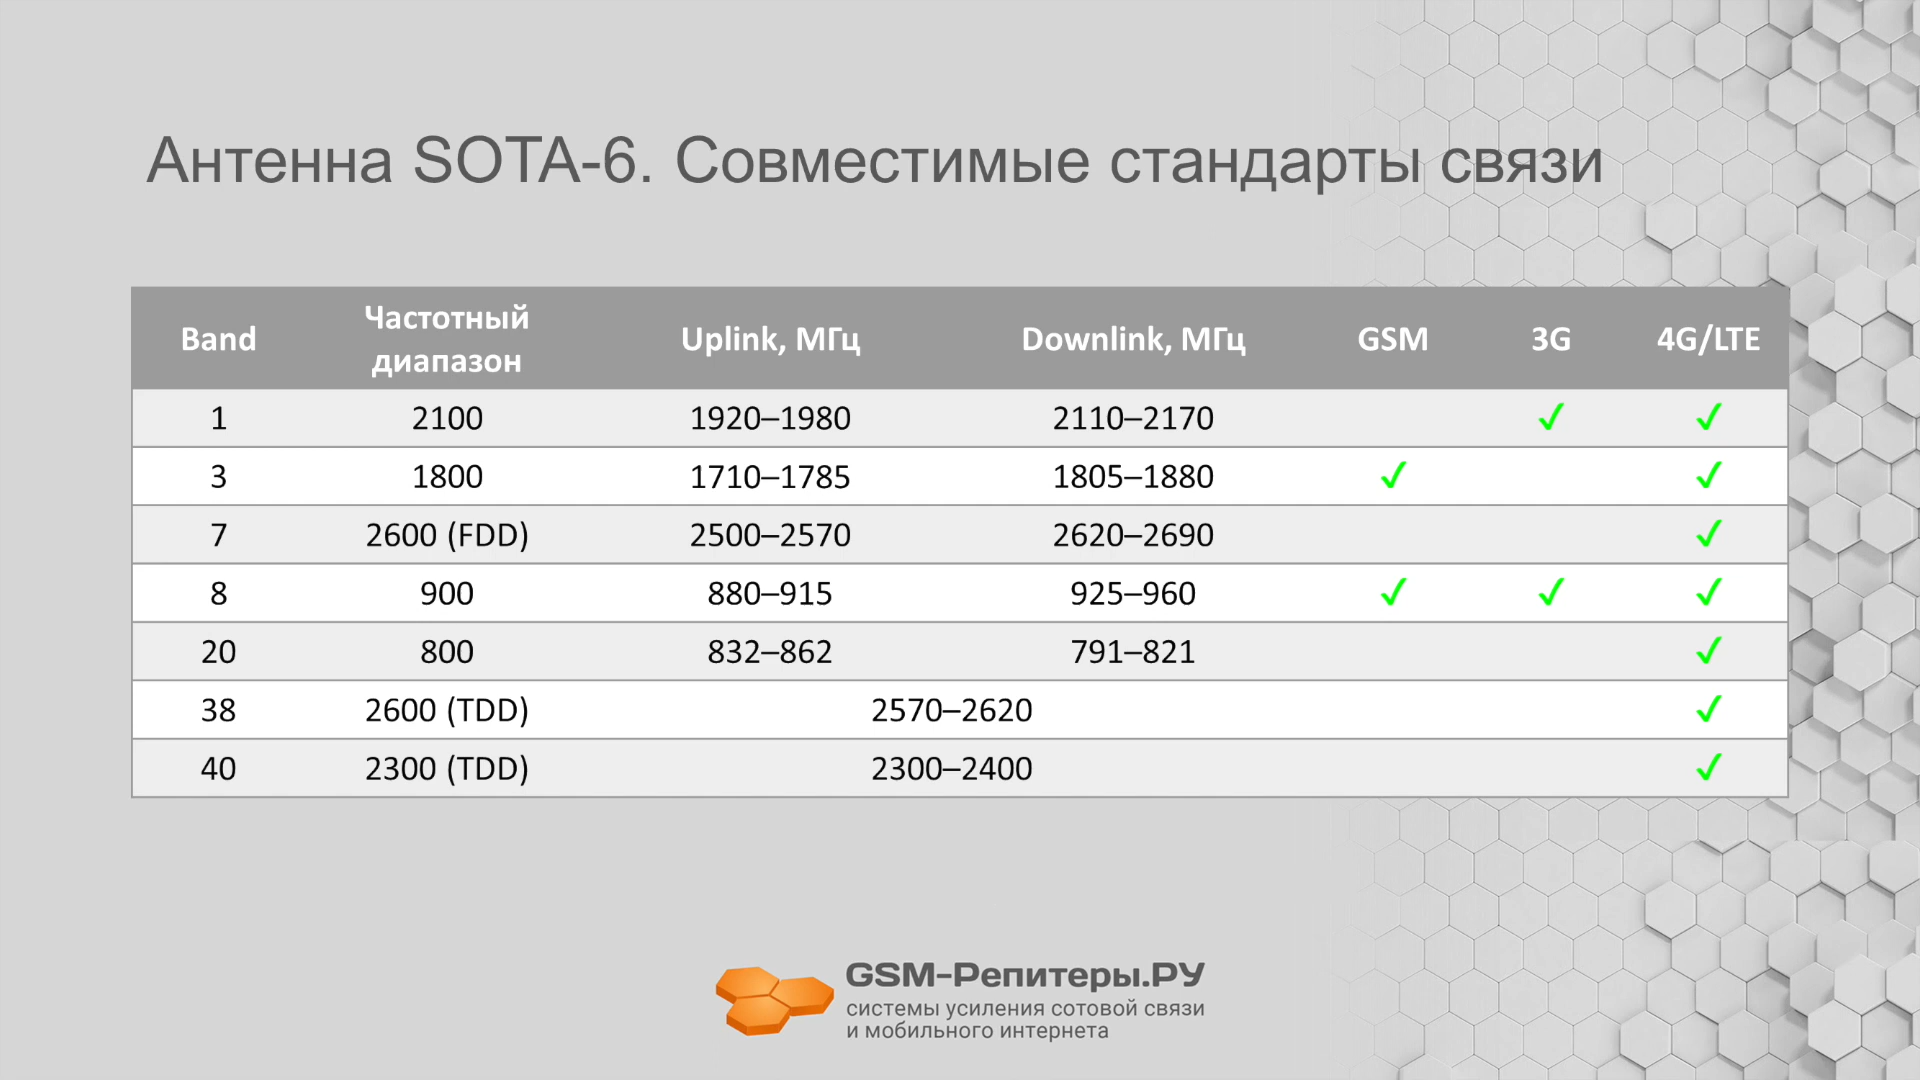 Антенна SOTA-6. Совместимые стандарты связи
Band Частотный диапазон Uplink, МГц Downlink, МГц GSM 3G 4G/LTE
1 2100 1920–1980 2110–2170 ✓ ✓
3 1800 1710–1785 1805–1880 ✓ ✓
7 2600 (FDD) 2500–2570 2620–2690 ✓
8 900 880–915 925–960 ✓ ✓ ✓
20 800 832–862 791–821 ✓
38 2600 (TDD) 2570–2620 ✓
40 2300 (TDD) 2300–2400 ✓
GSM-Репитеры.РУ
системы усиления сотовой связи
и мобильного интернета